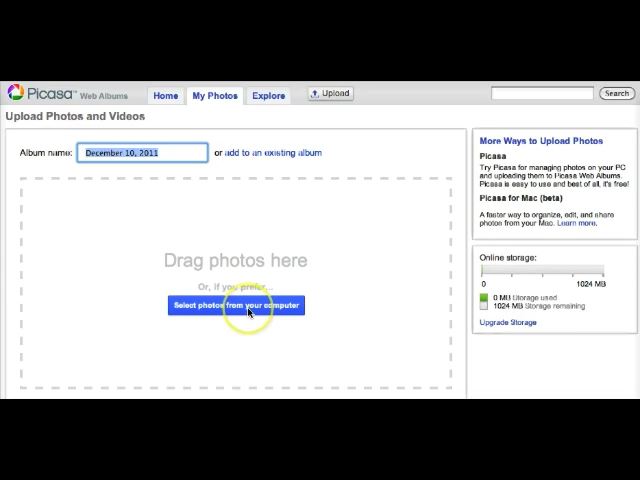 Picasa™ Web Albums Home My Photos Explore Upload Search
Upload Photos and Videos
Album name: December 10, 2011 or add to an existing album
Drag photos here
Or, if you prefer...
Select photos from your computer
More Ways to Upload Photos
Picasa
Try Picasa for managing photos on your PC
and uploading them to Picasa Web Albums.
Picasa is easy to use and best of all, it's free!
Picasa for Mac (beta)
A faster way to organize, edit, and share
photos from your Mac. Learn more.
Online storage:
0 1024 MB
0 MB Storage used
1024 MB Storage remaining
Upgrade Storage